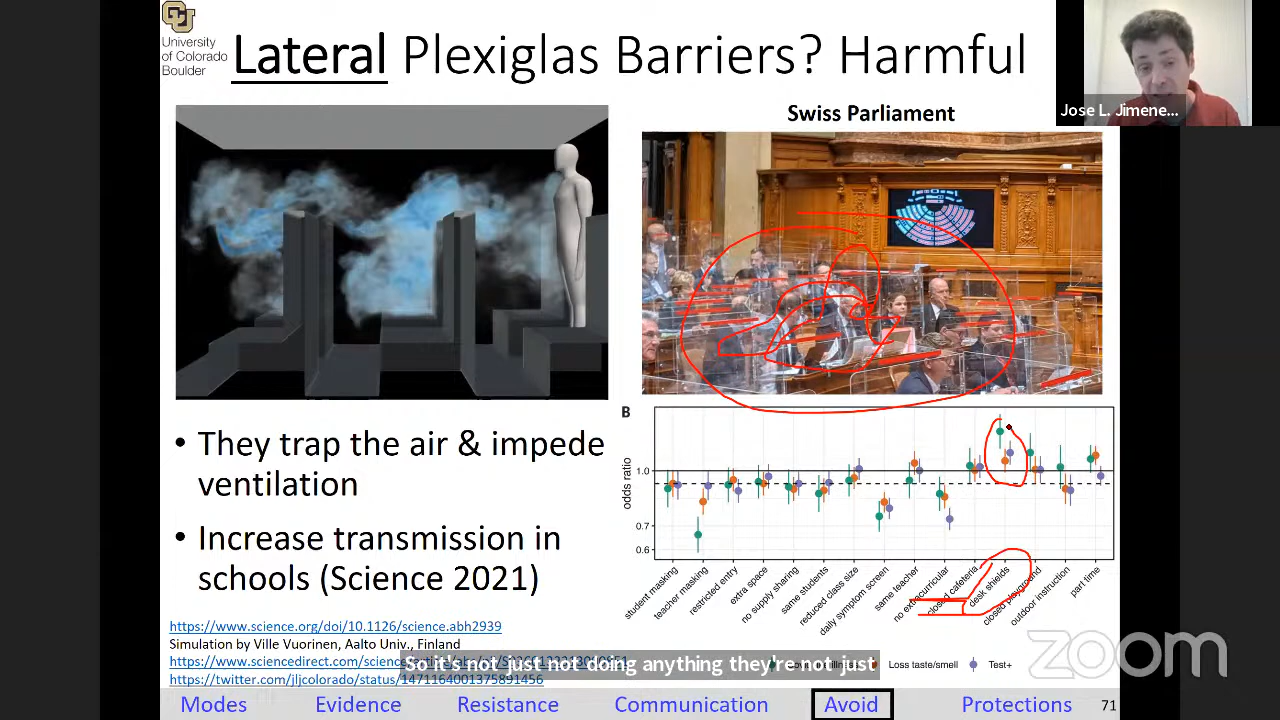 University
of Colorado
Boulder
Lateral Plexiglas Barriers? Harmful
Jose L. Jimene...
Swiss Parliament
• They trap the air & impede
ventilation
• Increase transmission in
schools (Science 2021)
B
odds ratio
1.0
0.7
0.6
student masking
teacher masking
restricted entry
extra space
no supply sharing
same students
reduced class size
daily symptom screen
same teacher
no extracurricular
closed cafeteria
desk shields
closed playground
outdoor instruction
part time
Loss taste/smell
Test+
https://www.science.org/doi/10.1126/science.abh2939
Simulation by Ville Vuorinen, Aalto Univ., Finland
https://www.sciencedirect.com/scienc
https://twitter.com/jljcolorado/status/1471164001375891456
So it's not just not doing anything they're not just
zoom
Modes
Evidence
Resistance
Communication
Avoid
Protections
71